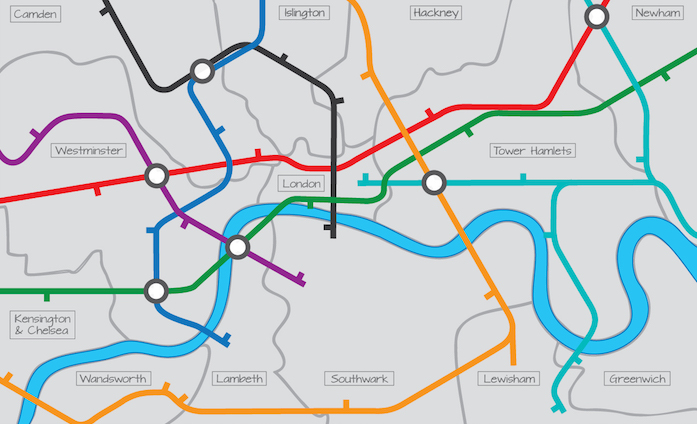 Camden
Islington
Hackney
Newham
Westminster
Tower Hamlets
London
Kensington
& Chelsea
Wandsworth
Lambeth
Southwark
Lewisham
Greenwich